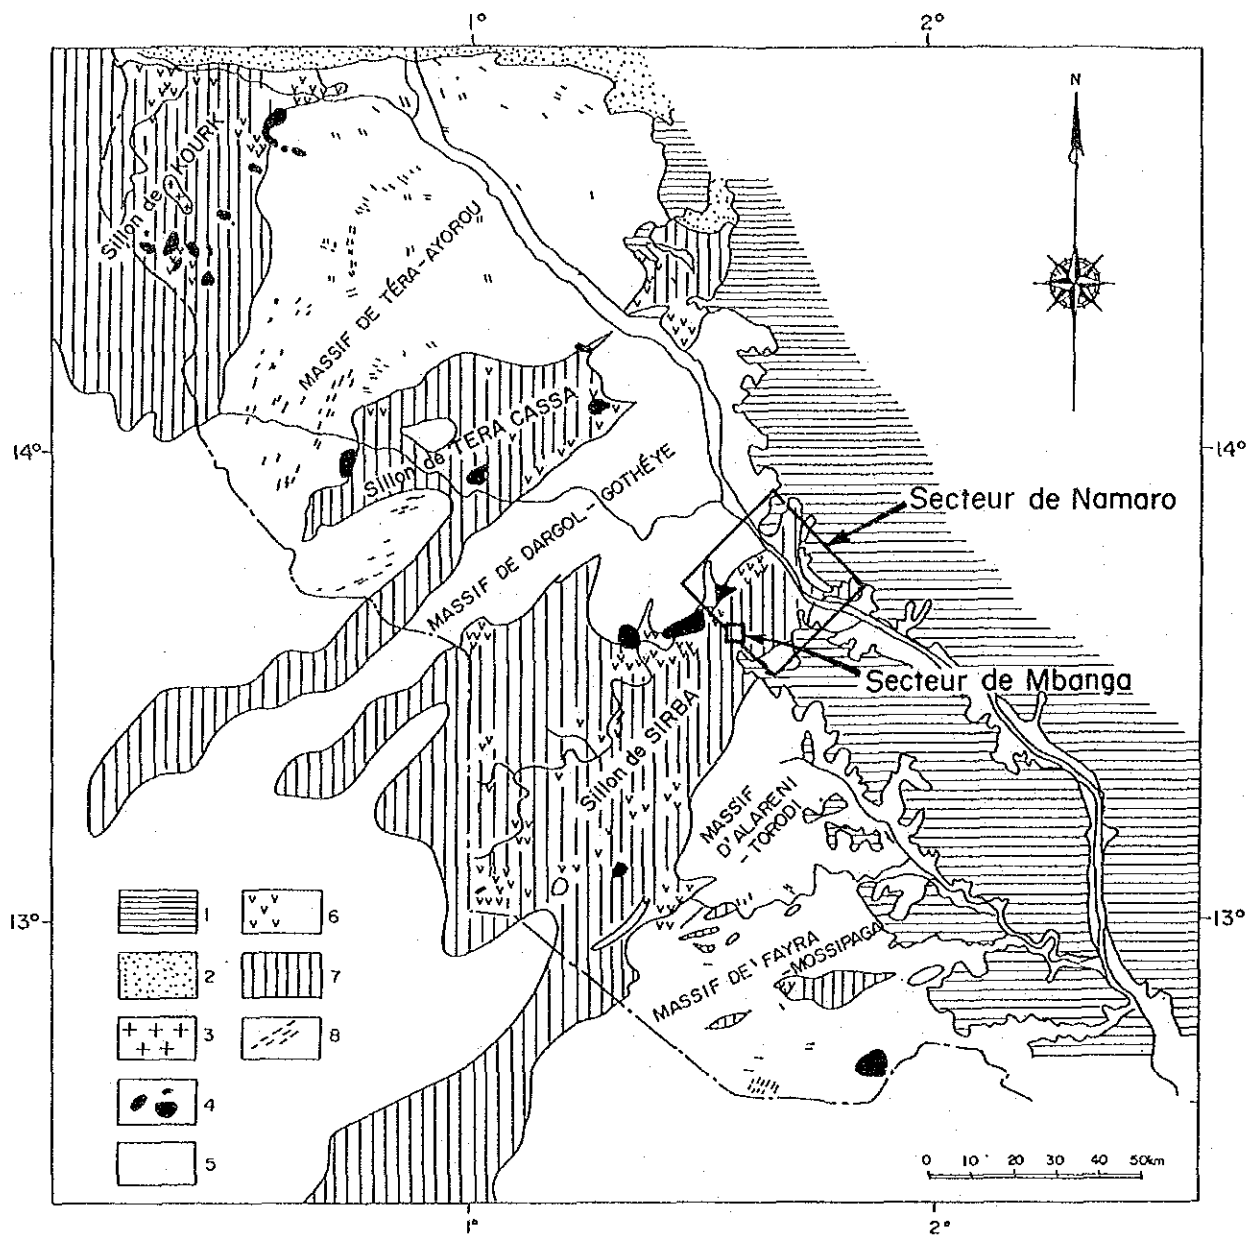 1° 2°
N
Sillon de KOURKI
MASSIF DE TÉRA-AYOROU
Sillon de TERA CASSA
MASSIF DE DARGOL-GOTHÉYE
14° 14°
Secteur de Namaro
Secteur de Mbanga
Sillon de SIRBA
MASSIF
D'ALARENI
-TORODI
MASSIF DE FAYRA
-MOSSIPAGA
13° 13°
1 6
2 7
3 8
4
5
0 10 20 30 40 50km
1° 2°